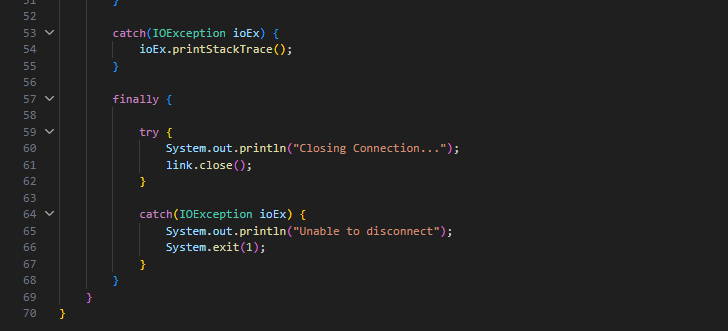 51 }
52
53 catch(IOException ioEx) {
54 ioEx.printStackTrace();
55 }
56
57 finally {
58
59 try {
60 System.out.println("Closing Connection...");
61 link.close();
62 }
63
64 catch(IOException ioEx) {
65 System.out.println("Unable to disconnect");
66 System.exit(1);
67 }
68 }
69 }
70 }